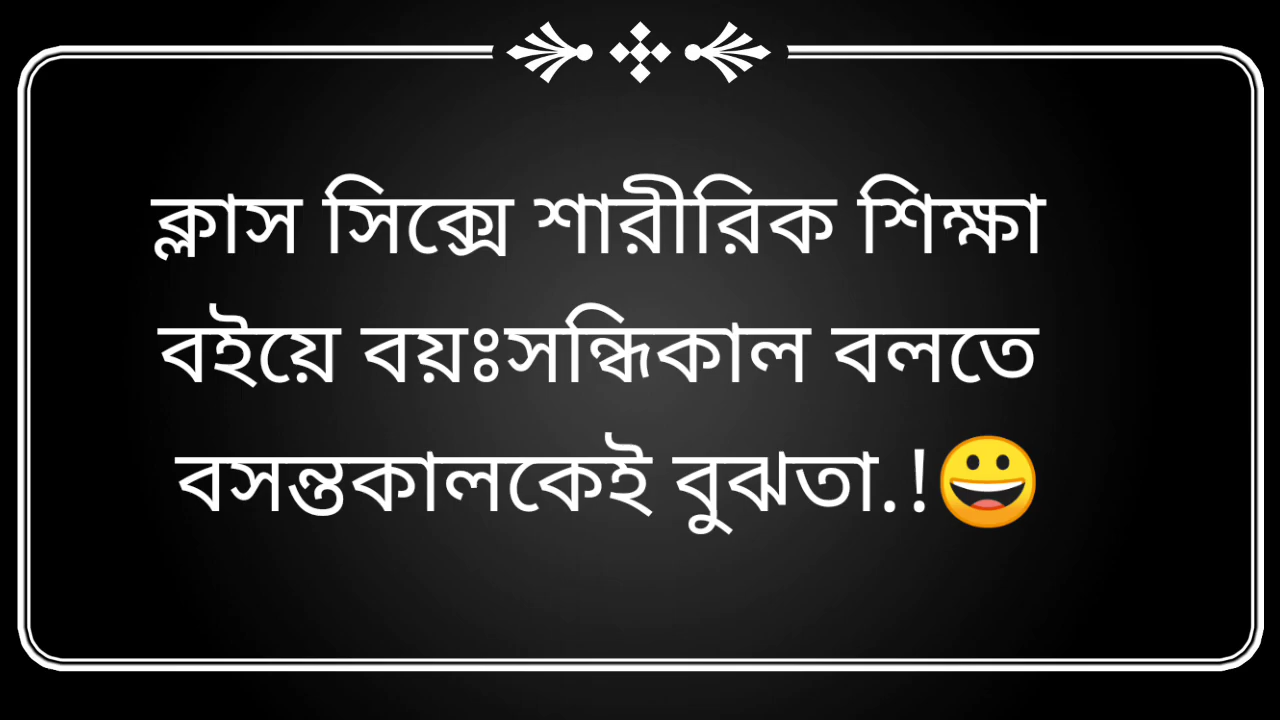 ক্লাস সিক্সে শারীরিক শিক্ষা
বইয়ে বয়ঃসন্ধিকাল বলতে
বসন্তকালকেই বুঝতা.!😀